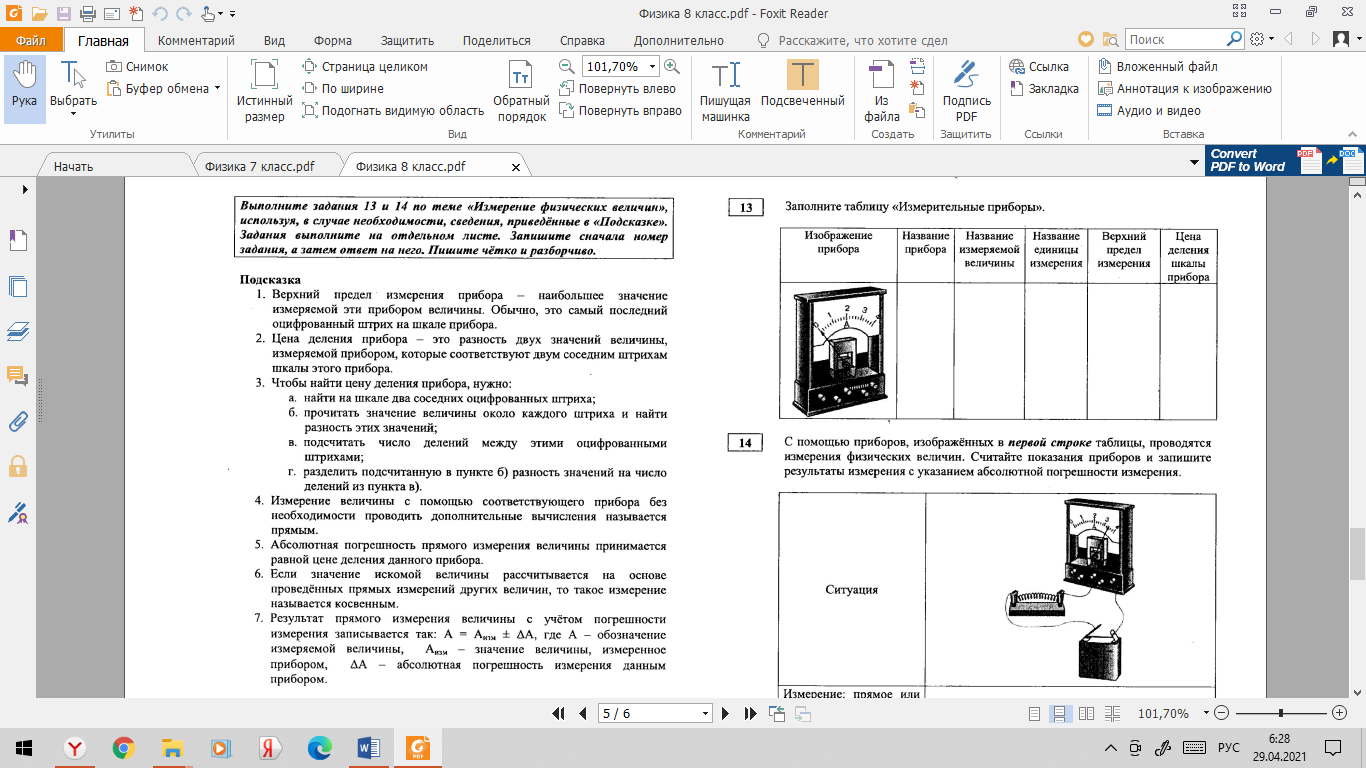 Физика 8 класс.pdf - Foxit Reader
Файл
Главная
Комментарий
Вид
Форма
Защитить
Поделиться
Справка
Дополнительно
Расскажите, что хотите сдел
Поиск
Рука
Выбрать
Снимок
Буфер обмена
Утилиты
Истинный размер
Страница целиком
По ширине
Подогнать видимую область
Обратный порядок
101,70%
Повернуть влево
Повернуть вправо
Вид
Пишущая машинка
Подсвеченный
Комментарий
Из файла
Создать
Подпись PDF
Защитить
Ссылка
Закладка
Ссылки
Вложенный файл
Аннотация к изображению
Аудио и видео
Вставка
Начать
Физика 7 класс.pdf
Физика 8 класс.pdf
Convert
PDF to Word
PDF
DOC
Выполните задания 13 и 14 по теме «Измерение физических величин»,
используя, в случае необходимости, сведения, приведённые в «Подсказке».
Задания выполните на отдельном листе. Запишите сначала номер
задания, а затем ответ на него. Пишите чётко и разборчиво.
Подсказка
1. Верхний предел измерения прибора – наибольшее значение
измеряемой эти прибором величины. Обычно, это самый последний
оцифрованный штрих на шкале прибора.
2. Цена деления прибора – это разность двух значений величины,
измеряемой прибором, которые соответствуют двум соседним штрихам
шкалы этого прибора.
3. Чтобы найти цену деления прибора, нужно:
а. найти на шкале два соседних оцифрованных штриха;
б. прочитать значение величины около каждого штриха и найти
разность этих значений;
в. подсчитать число делений между этими оцифрованными
штрихами;
г. разделить подсчитанную в пункте б) разность значений на число
делений из пункта в).
4. Измерение величины с помощью соответствующего прибора без
необходимости проводить дополнительные вычисления называется
прямым.
5. Абсолютная погрешность прямого измерения величины принимается
равной цене деления данного прибора.
6. Если значение искомой величины рассчитывается на основе
проведённых прямых измерений других величин, то такое измерение
называется косвенным.
7. Результат прямого измерения величины с учётом погрешности
измерения записывается так: А = Аизм ± ΔА, где А – обозначение
измеряемой величины, Аизм – значение величины, измеренное
прибором, ΔА – абсолютная погрешность измерения данным
прибором.
13 Заполните таблицу «Измерительные приборы».
Изображение прибора
Название прибора
Название измеряемой величины
Название единицы измерения
Верхний предел измерения
Цена деления шкалы прибора
0 1 2 3 4
А
14 С помощью приборов, изображённых в первой строке таблицы, проводятся
измерения физических величин. Считайте показания приборов и запишите
результаты измерения с указанием абсолютной погрешности измерения.
Ситуация
0 1 2 3
А
Измерение: прямое или
5 / 6
101,70%
РУС
6:28
29.04.2021